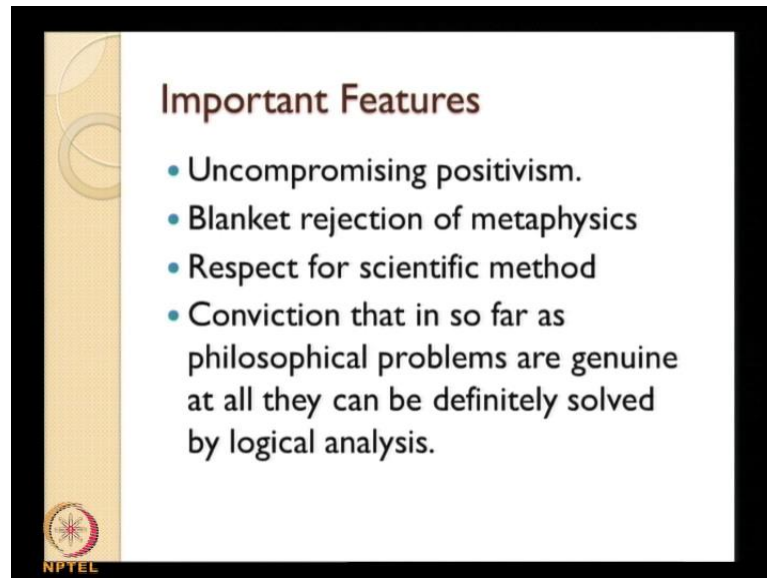 Important Features
• Uncompromising positivism.
• Blanket rejection of metaphysics
• Respect for scientific method
• Conviction that in so far as
philosophical problems are genuine
at all they can be definitely solved
by logical analysis.
NPTEL